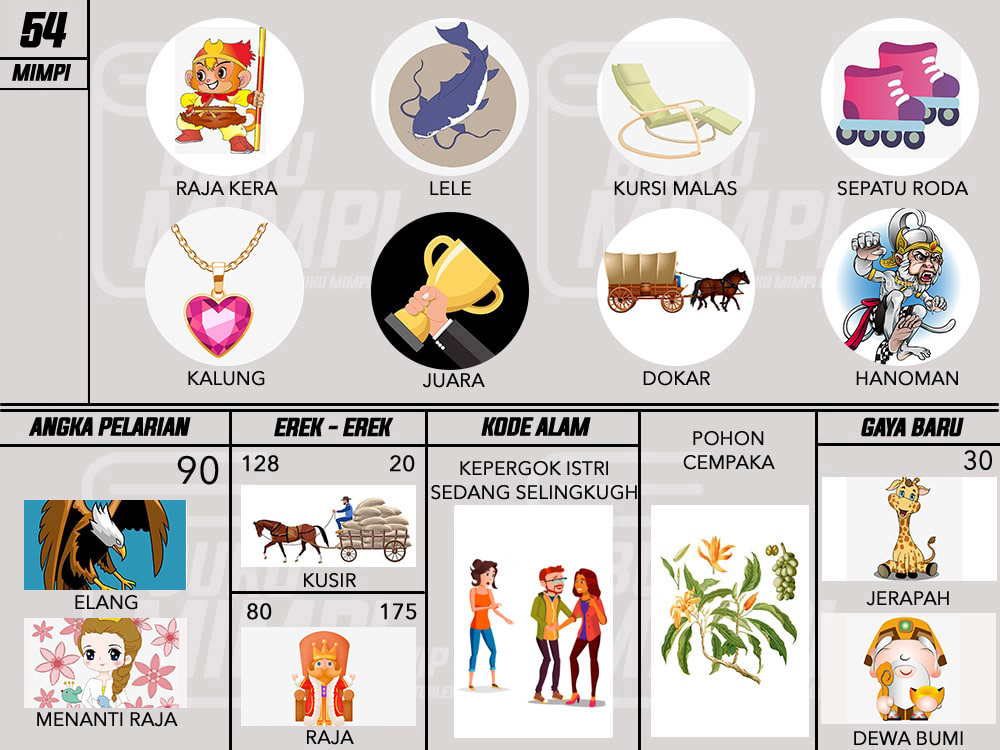 54
MIMPI
RAJA KERA
LELE
KURSI MALAS
SEPATU RODA
KALUNG
JUARA
DOKAR
HANOMAN
ANGKA PELARIAN
90
ELANG
MENANTI RAJA
EREK - EREK
128 20
KUSIR
80 175
RAJA
KODE ALAM
KEPERGOK ISTRI
SEDANG SELINGKUGH
POHON
CEMPAKA
GAYA BARU
30
JERAPAH
DEWA BUMI